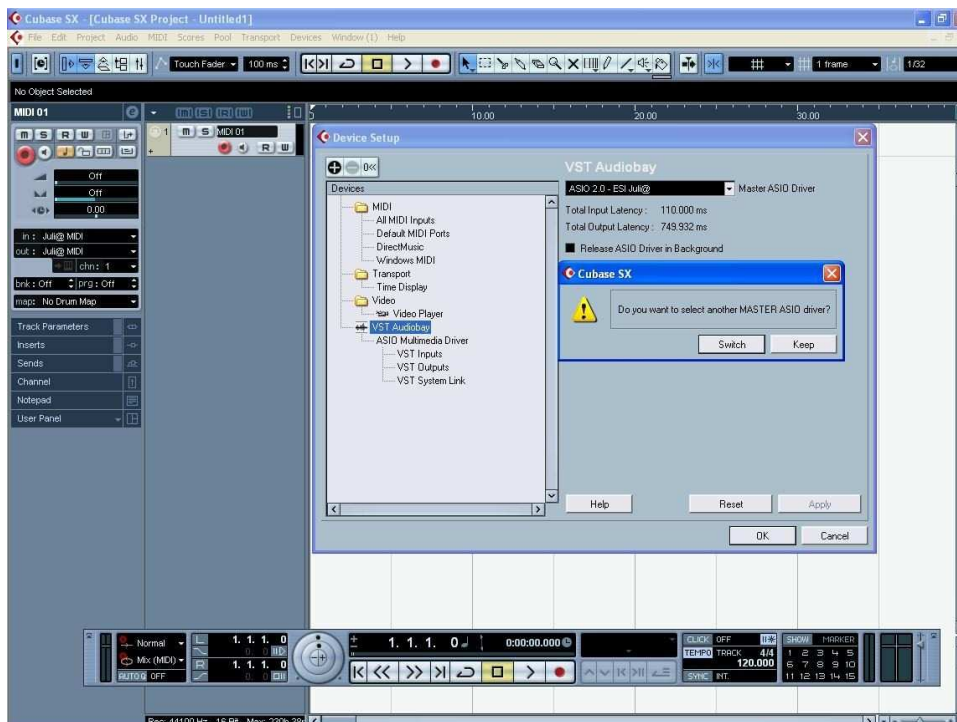 Cubase SX - [Cubase SX Project - Untitled1]
File Edit Project Audio MIDI Scores Pool Transport Devices Window (1) Help
Touch Fader 100 ms 1 frame 1/32
No Object Selected
MIDI 01
1 m S MIDI 01
R W
m S R W
Off
Off
0.00
in : Juli@ MIDI
out : Juli@ MIDI
chn: 1
bnk : Off prg : Off
map: No Drum Map
Track Parameters
Inserts
Sends
Channel
Notepad
User Panel
10.00 20.00 30.00
Device Setup
Devices
MIDI
All MIDI Inputs
Default MIDI Ports
DirectMusic
Windows MIDI
Transport
Time Display
Video
Video Player
VST Audiobay
ASIO Multimedia Driver
VST Inputs
VST Outputs
VST System Link
VST Audiobay
ASIO 2.0 - ESI Juli@ Master ASIO Driver
Total Input Latency : 110.000 ms
Total Output Latency : 749.932 ms
Release ASIO Driver in Background
Cubase SX
Do you want to select another MASTER ASIO driver?
Switch Keep
Help Reset Apply
OK Cancel
Normal
Mix (MIDI)
AUTO Q OFF
L 1. 1. 1. 0
0. 0
R 1. 1. 1. 0
0. 0
1. 1. 1. 0 0:00:00.000
-
CLICK OFF
TEMPO TRACK 4/4
120.000
SYNC INT.
SHOW MARKER
1 2 3 4 5
6 7 8 9 10
11 12 13 14 15